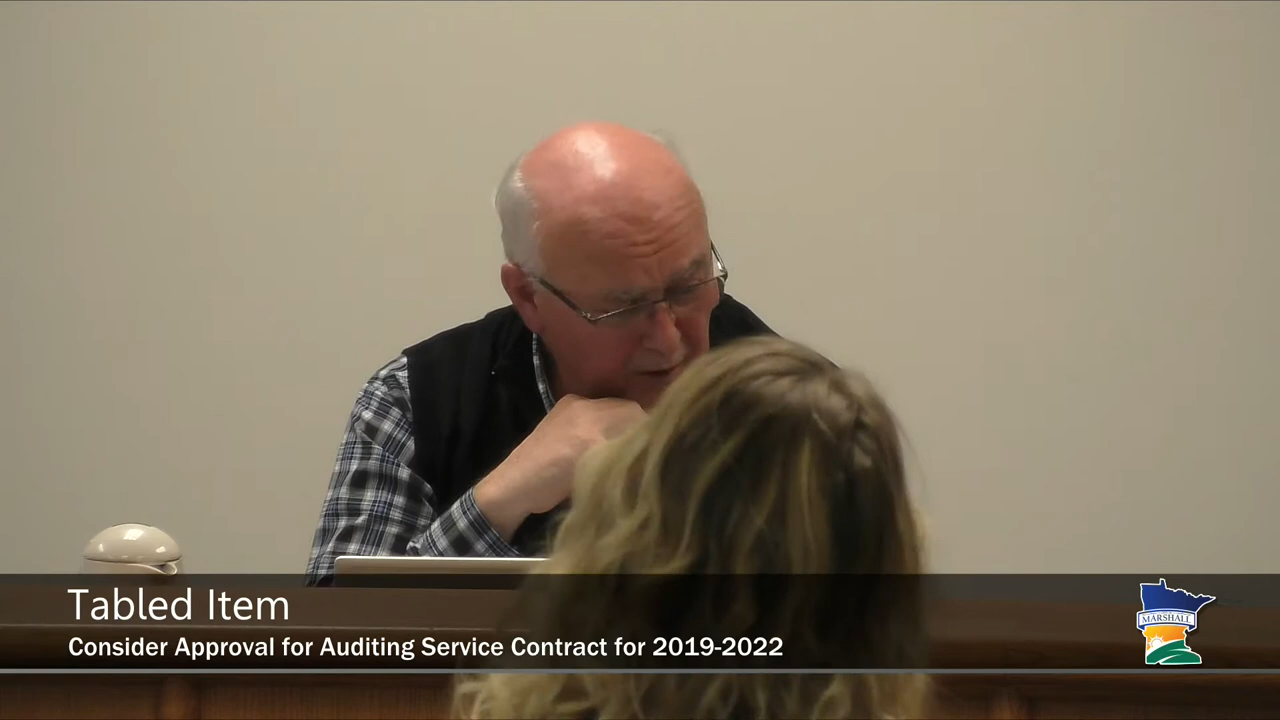 Tabled Item
Consider Approval for Auditing Service Contract for 2019-2022
MARSHALL